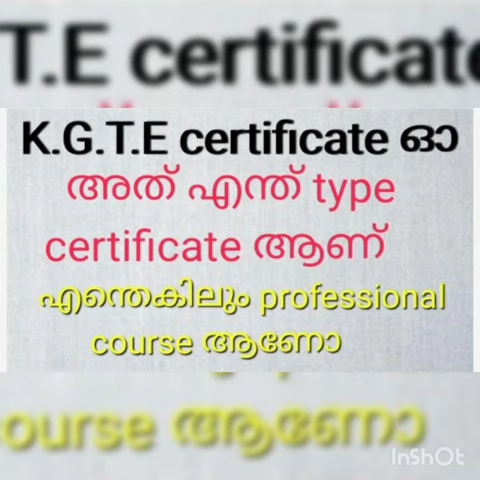 T.E certificate
K.G.T.E certificate ഓ
അത് എന്ത് type
certificate ആണ്
എന്തെകിലും professional
course ആണോ
ourse ആണോ
InShOt